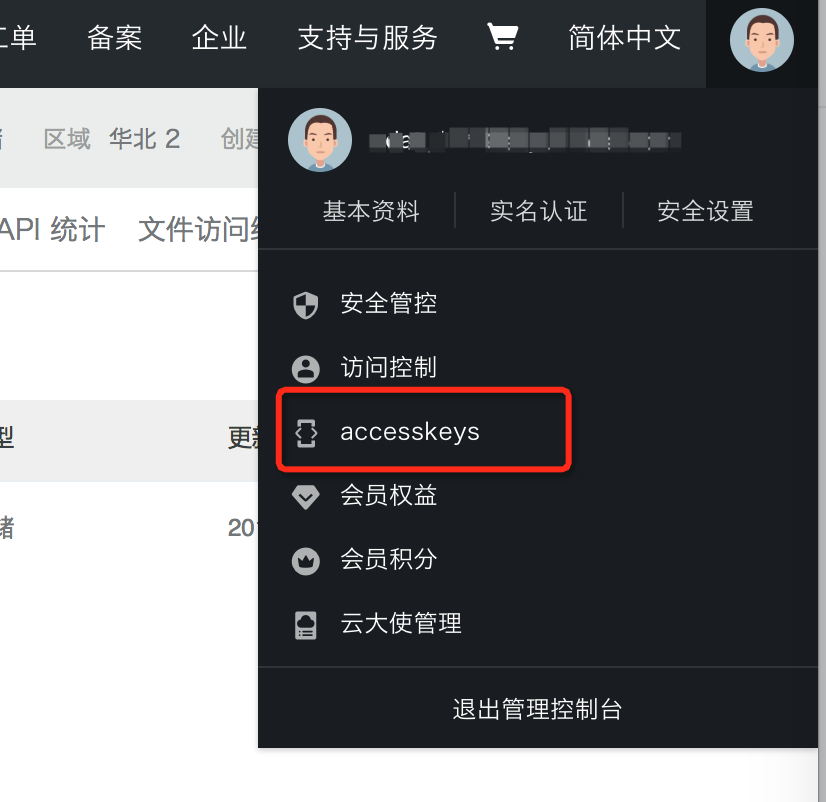 工单 备案 企业 支持与服务 简体中文
区域 华北 2 创建
基本资料 实名认证 安全设置
API 统计 文件访问
安全管控
访问控制
accesskeys
型 更新
会员权益
储 201
会员积分
云大使管理
退出管理控制台